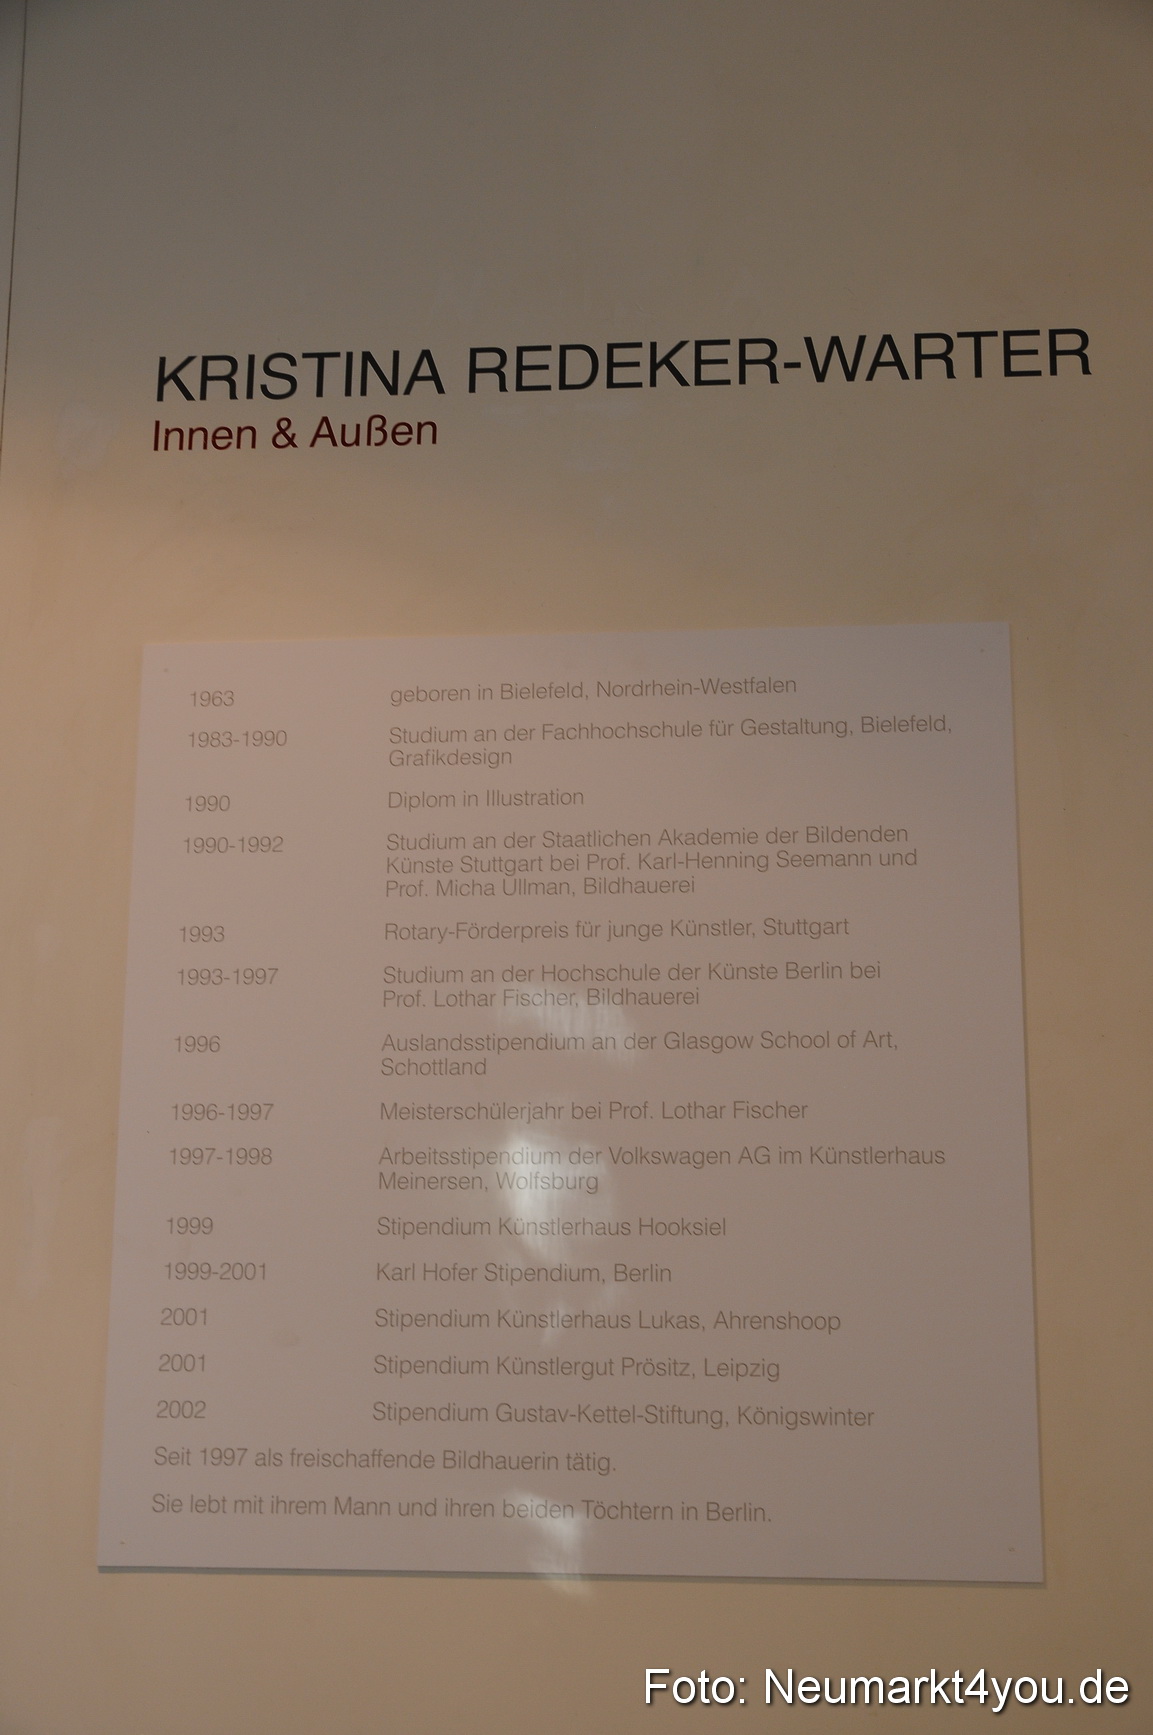 KRISTINA REDEKER-WARTER
Innen & Außen
1963 geboren in Bielefeld, Nordrhein-Westfalen
1983-1990 Studium an der Fachhochschule für Gestaltung, Bielefeld,
Grafikdesign
1990 Diplom in Illustration
1990-1992 Studium an der Staatlichen Akademie der Bildenden
Künste Stuttgart bei Prof. Karl-Henning Seemann und
Prof. Micha Ullman, Bildhauerei
1993 Rotary-Förderpreis für junge Künstler, Stuttgart
1993-1997 Studium an der Hochschule der Künste Berlin bei
Prof. Lothar Fischer, Bildhauerei
1996 Auslandsstipendium an der Glasgow School of Art,
Schottland
1996-1997 Meisterschülerjahr bei Prof. Lothar Fischer
1997-1998 Arbeitsstipendium der Volkswagen AG im Künstlerhaus
Meinersen, Wolfsburg
1999 Stipendium Künstlerhaus Hooksiel
1999-2001 Karl Hofer Stipendium, Berlin
2001 Stipendium Künstlerhaus Lukas, Ahrenshoop
2001 Stipendium Künstlergut Prösitz, Leipzig
2002 Stipendium Gustav-Kettel-Stiftung, Königswinter
Seit 1997 als freischaffende Bildhauerin tätig.
Sie lebt mit ihrem Mann und ihren beiden Töchtern in Berlin.
Foto: Neumarkt4you.de